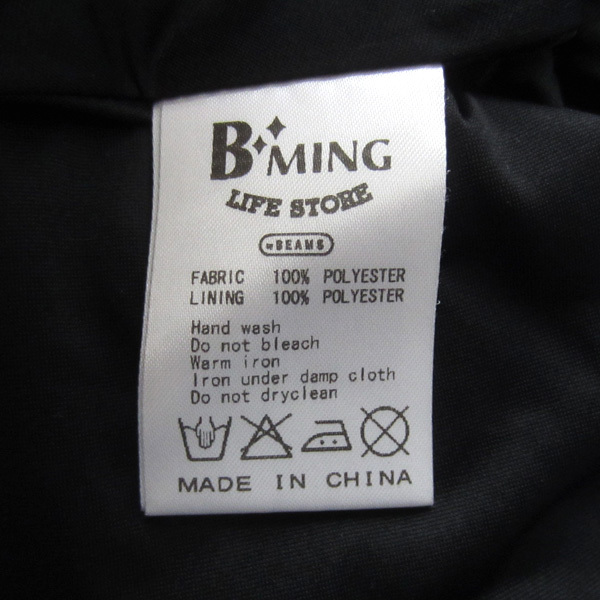 B MING
LIFE STORE
BEAMS
FABRIC 100% POLYESTER
LINING 100% POLYESTER
Hand wash
Do not bleach
Warm iron
Iron under damp cloth
Do not dryclean
MADE IN CHINA